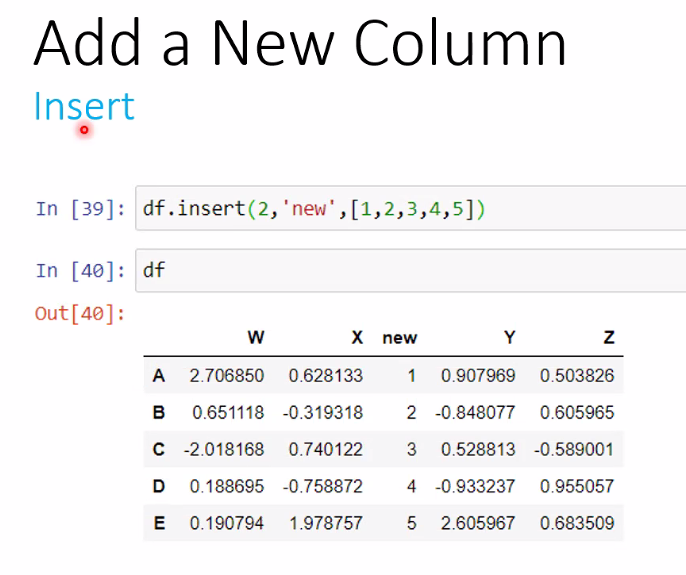 Add a New Column
Insert
In [39]: df.insert(2,'new',[1,2,3,4,5])
In [40]: df
Out[40]:
W X new Y Z
A 2.706850 0.628133 1 0.907969 0.503826
B 0.651118 -0.319318 2 -0.848077 0.605965
C -2.018168 0.740122 3 0.528813 -0.589001
D 0.188695 -0.758872 4 -0.933237 0.955057
E 0.190794 1.978757 5 2.605967 0.683509